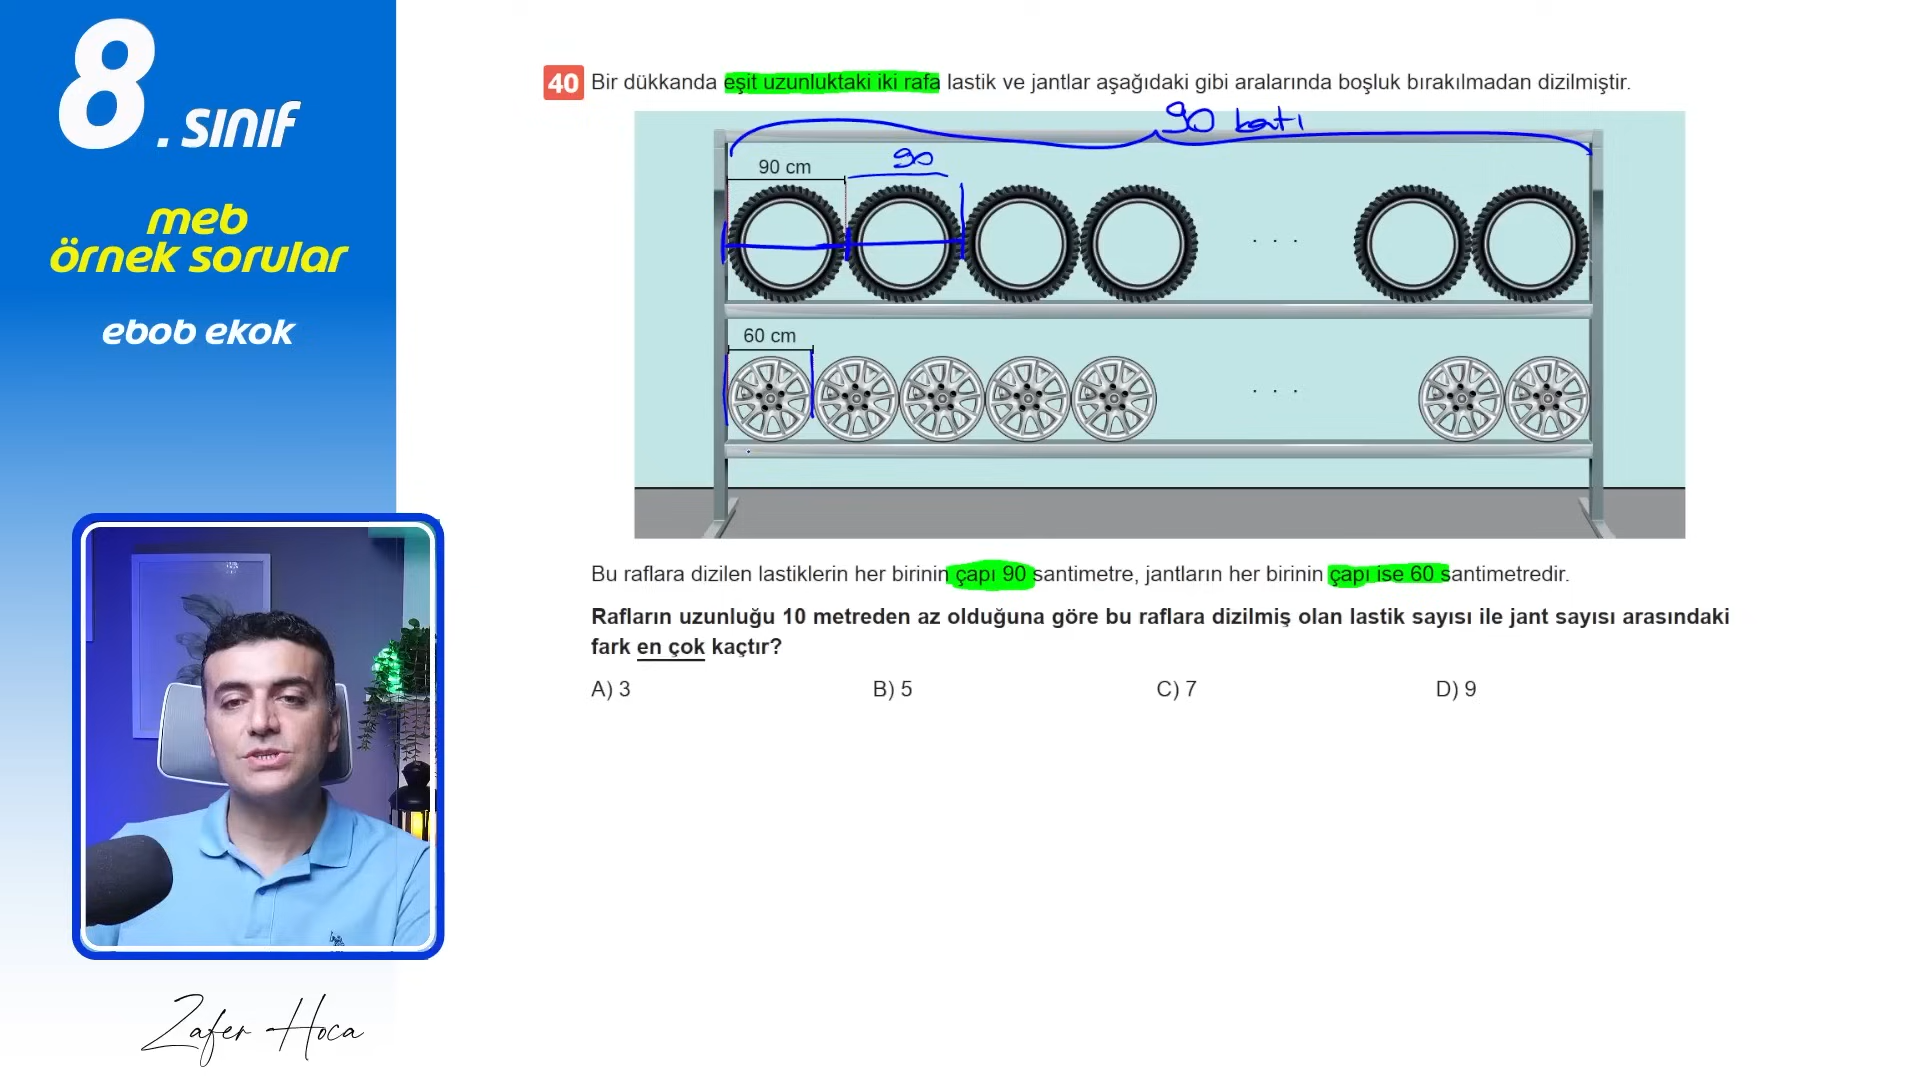 8. SINIF
meb
örnek sorular
ebob ekok
Zafer Hoca
40 Bir dükkanda eşit uzunluktaki iki rafa lastik ve jantlar aşağıdaki gibi aralarında boşluk bırakılmadan dizilmiştir.
90 katı
90 cm
90
. . .
60 cm
. . .
Bu raflara dizilen lastiklerin her birinin çapı 90 santimetre, jantların her birinin çapı ise 60 santimetredir.
Rafların uzunluğu 10 metreden az olduğuna göre bu raflara dizilmiş olan lastik sayısı ile jant sayısı arasındaki
fark en çok kaçtır?
A) 3 B) 5 C) 7 D) 9